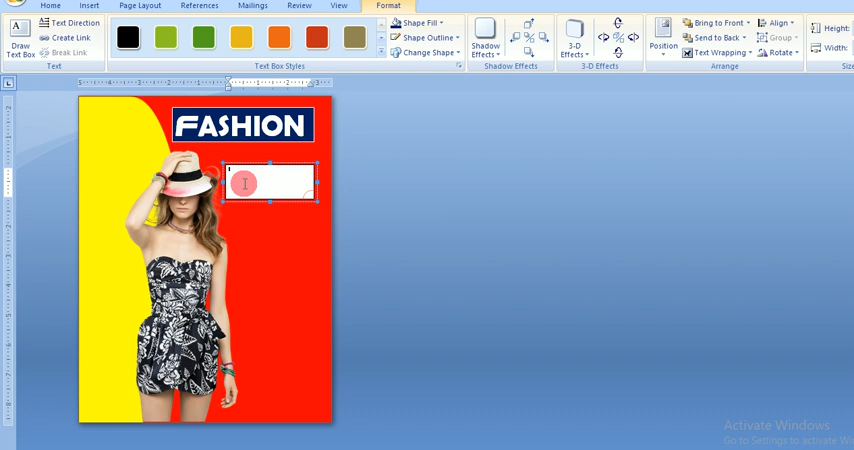 Home Insert Page Layout References Mailings Review View Format
Draw Text Box
Text Direction
Create Link
Break Link
Text
Text Box Styles
Shape Fill
Shape Outline
Change Shape
Shadow Effects
Shadow Effects
3-D Effects
3-D Effects
Position
Bring to Front
Send to Back
Text Wrapping
Align
Group
Rotate
Arrange
Height:
Width:
FASHION
Activate Windows
Go to Settings to activate